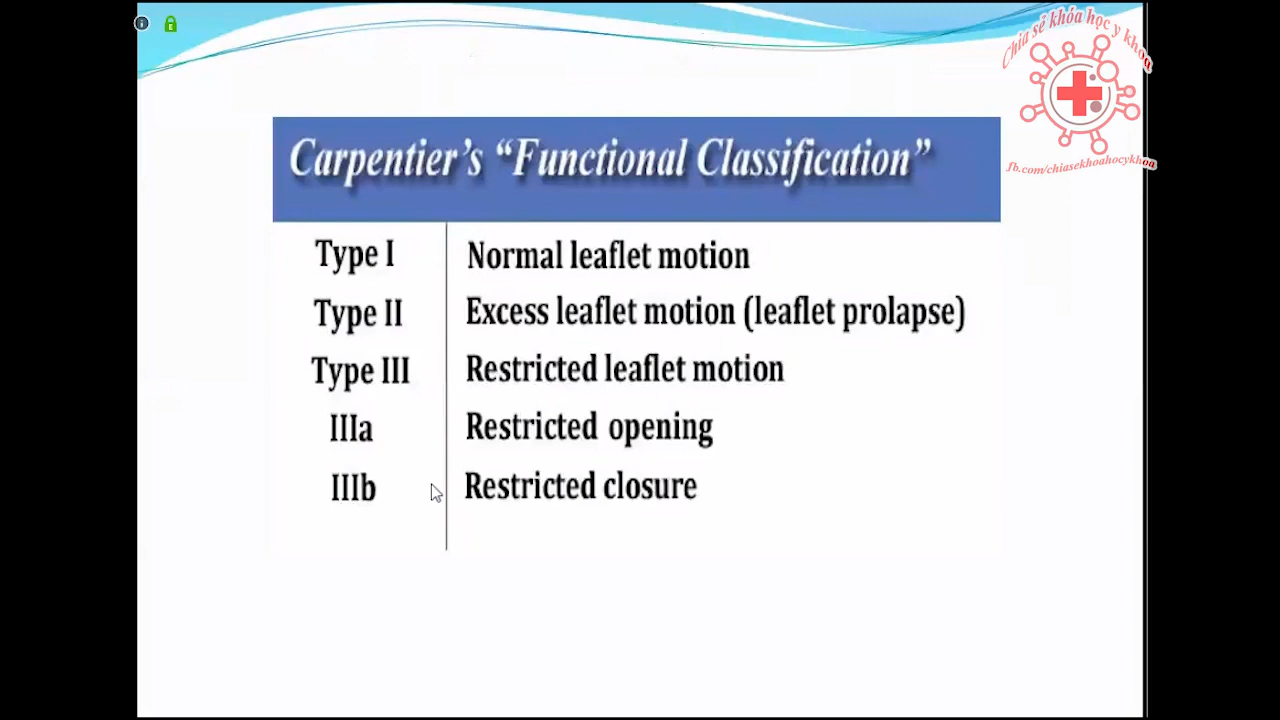 Chia sẻ khóa học y khoa
fb.com/chiasekhoahocykhoa
Carpentier's “Functional Classification”
Type I Normal leaflet motion
Type II Excess leaflet motion (leaflet prolapse)
Type III Restricted leaflet motion
IIIa Restricted opening
IIIb Restricted closure